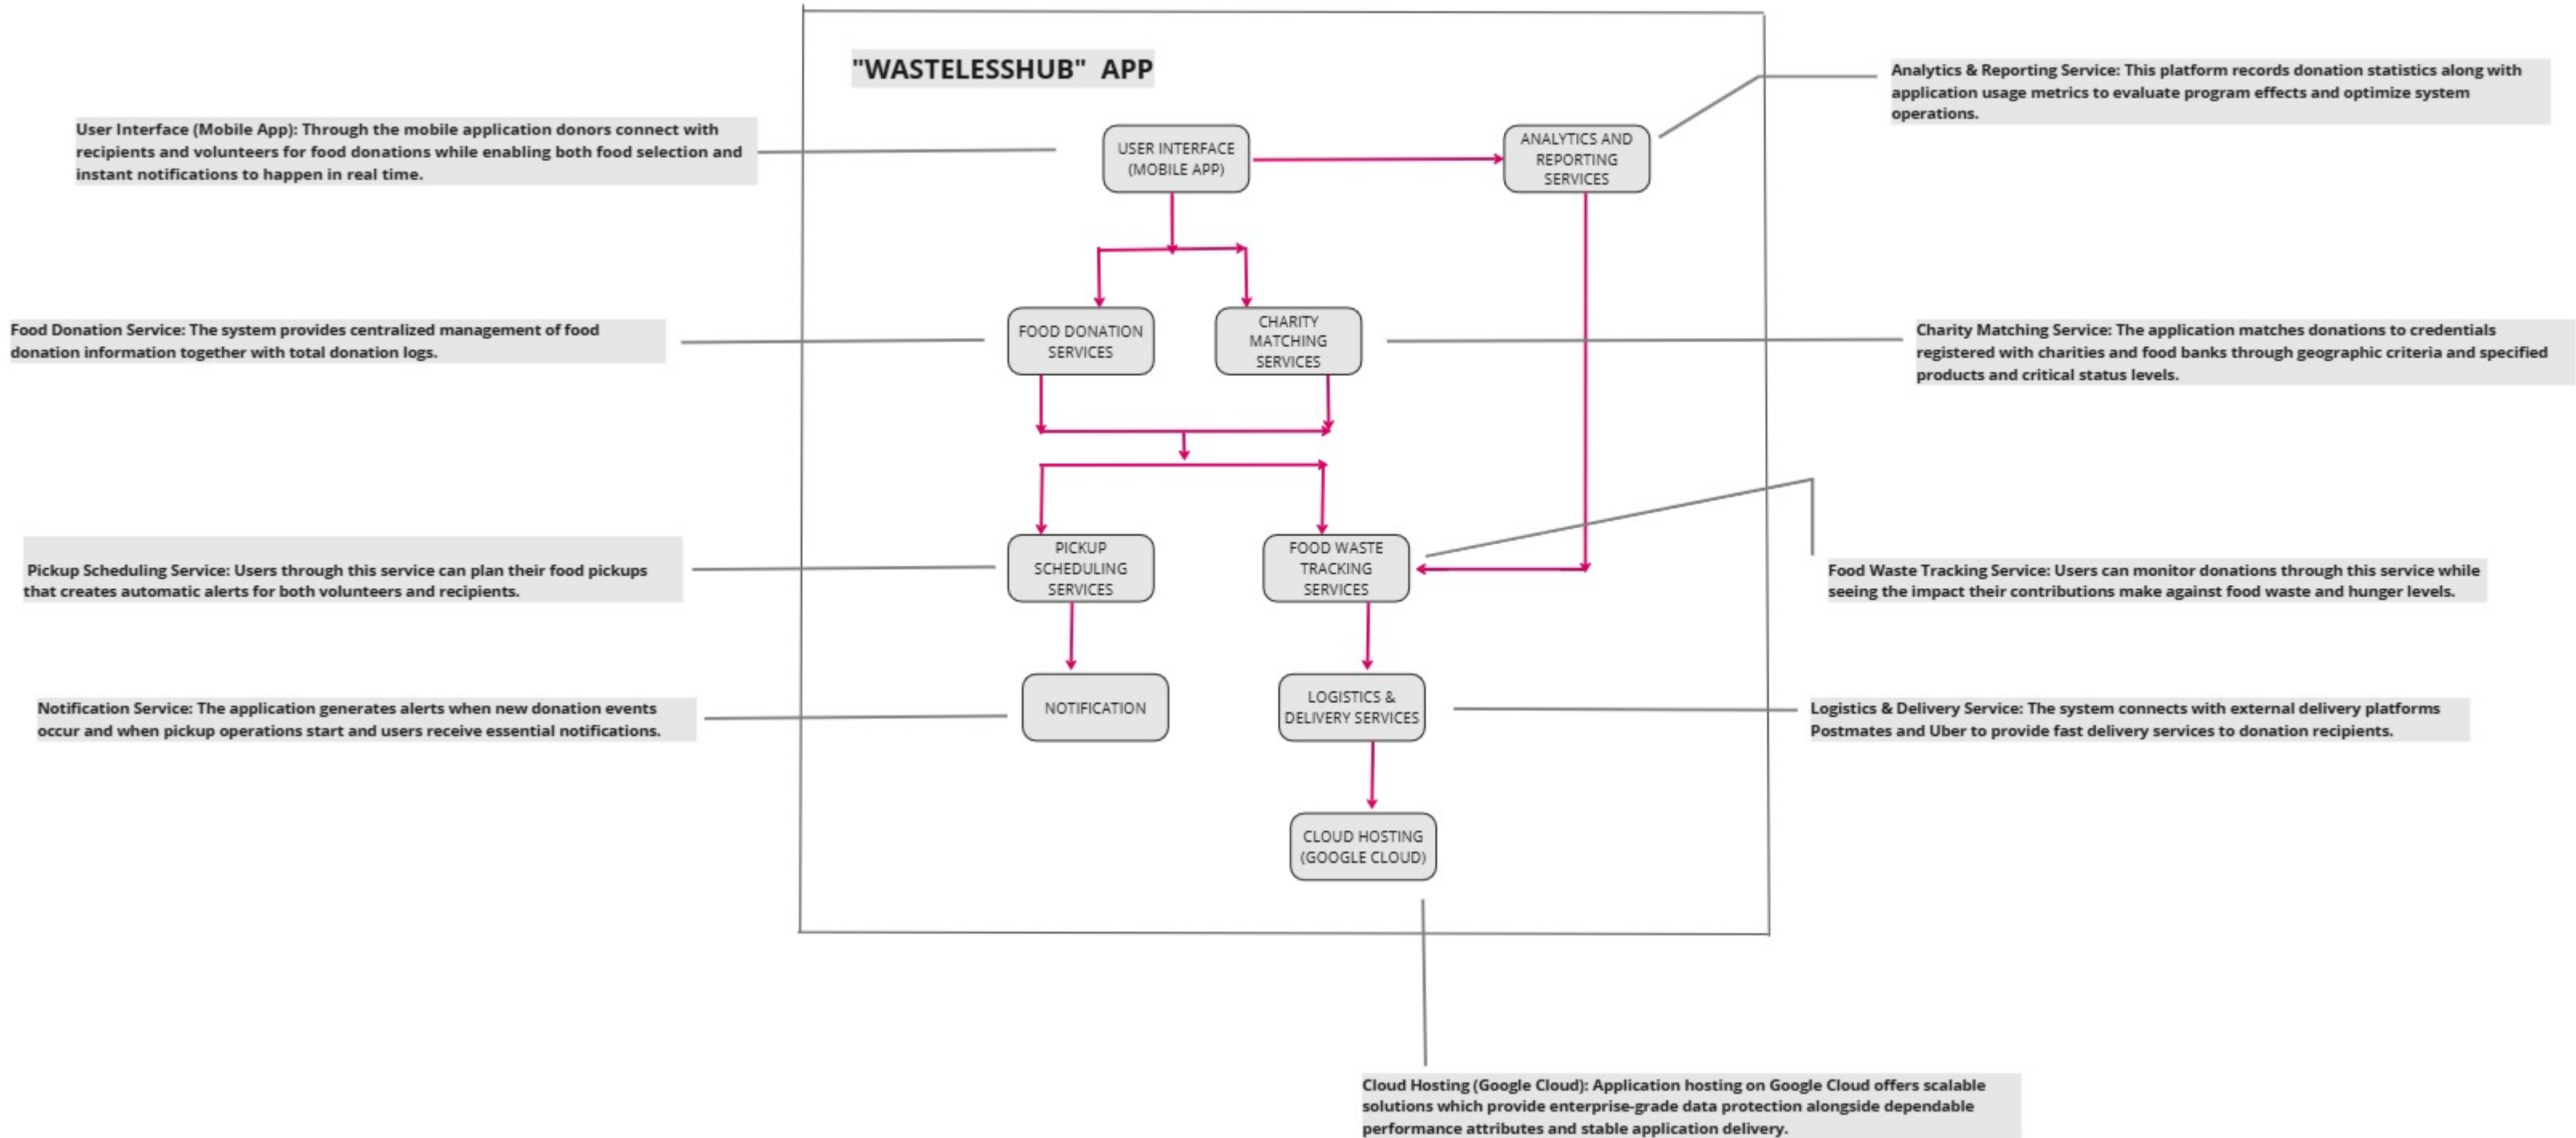 "WASTELESSHUB"  APP
Analytics & Reporting Service: This platform records donation statistics along with
application usage metrics to evaluate program effects and optimize system
operations.
User Interface (Mobile App): Through the mobile application donors connect with
recipients and volunteers for food donations while enabling both food selection and
instant notifications to happen in real time.
USER INTERFACE
(MOBILE APP)
ANALYTICS AND
REPORTING
SERVICES
Food Donation Service: The system provides centralized management of food
donation information together with total donation logs.
FOOD DONATION
SERVICES
CHARITY
MATCHING
SERVICES
Charity Matching Service: The application matches donations to credentials
registered with charities and food banks through geographic criteria and specified
products and critical status levels.
Pickup Scheduling Service: Users through this service can plan their food pickups
that creates automatic alerts for both volunteers and recipients.
PICKUP
SCHEDULING
SERVICES
FOOD WASTE
TRACKING
SERVICES
Food Waste Tracking Service: Users can monitor donations through this service while
seeing the impact their contributions make against food waste and hunger levels.
Notification Service: The application generates alerts when new donation events
occur and when pickup operations start and users receive essential notifications.
NOTIFICATION
LOGISTICS &
DELIVERY SERVICES
Logistics & Delivery Service: The system connects with external delivery platforms
Postmates and Uber to provide fast delivery services to donation recipients.
CLOUD HOSTING
(GOOGLE CLOUD)
Cloud Hosting (Google Cloud): Application hosting on Google Cloud offers scalable
solutions which provide enterprise-grade data protection alongside dependable
performance attributes and stable application delivery.